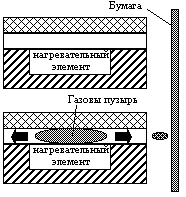 Бумага
нагревательный
элемент
Газовы пузырь
нагревательный
элемент